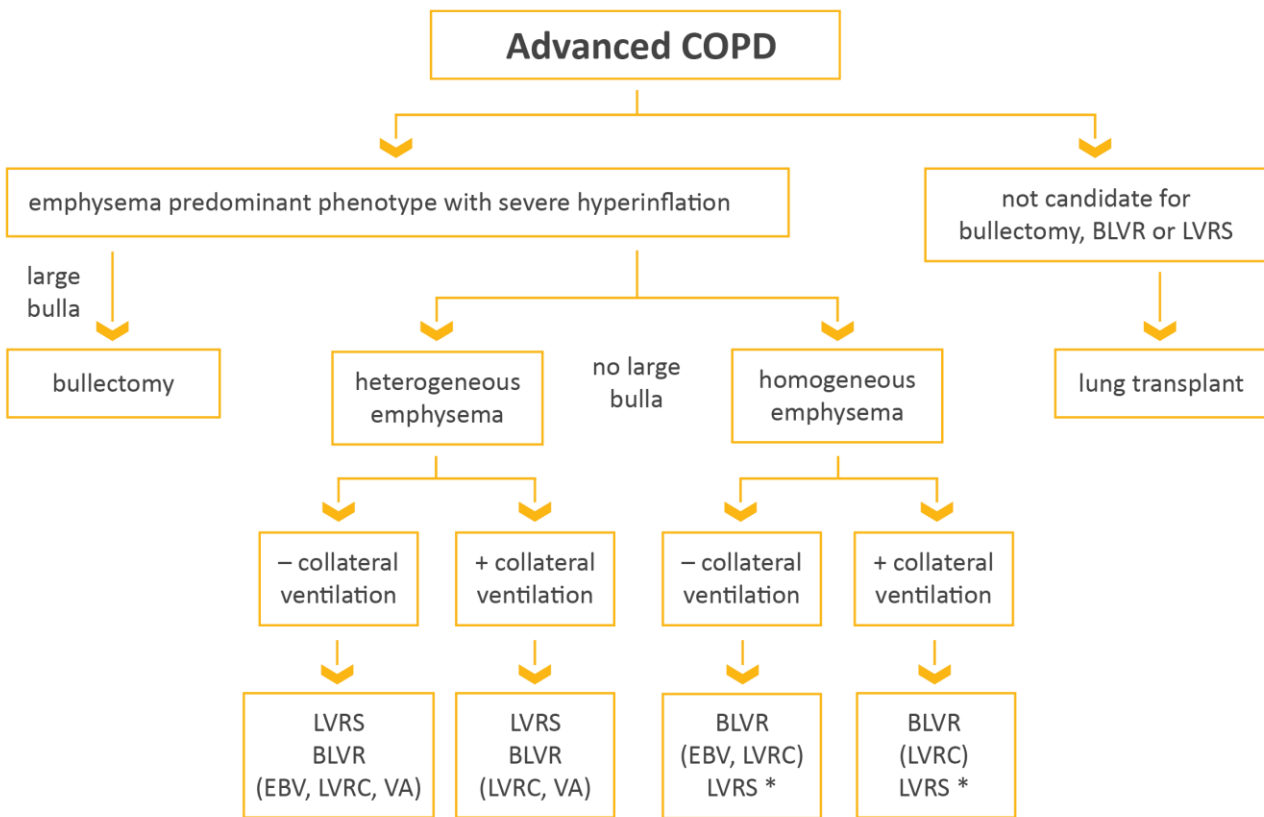 Advanced COPD
emphysema predominant phenotype with severe hyperinflation
not candidate for
bullectomy, BLVR or LVRS
large
bulla
bullectomy
heterogeneous
emphysema
no large
bulla
homogeneous
emphysema
lung transplant
– collateral
ventilation
+ collateral
ventilation
– collateral
ventilation
+ collateral
ventilation
LVRS
BLVR
(EBV, LVRC, VA)
LVRS
BLVR
(LVRC, VA)
BLVR
(EBV, LVRC)
LVRS *
BLVR
(LVRC)
LVRS *